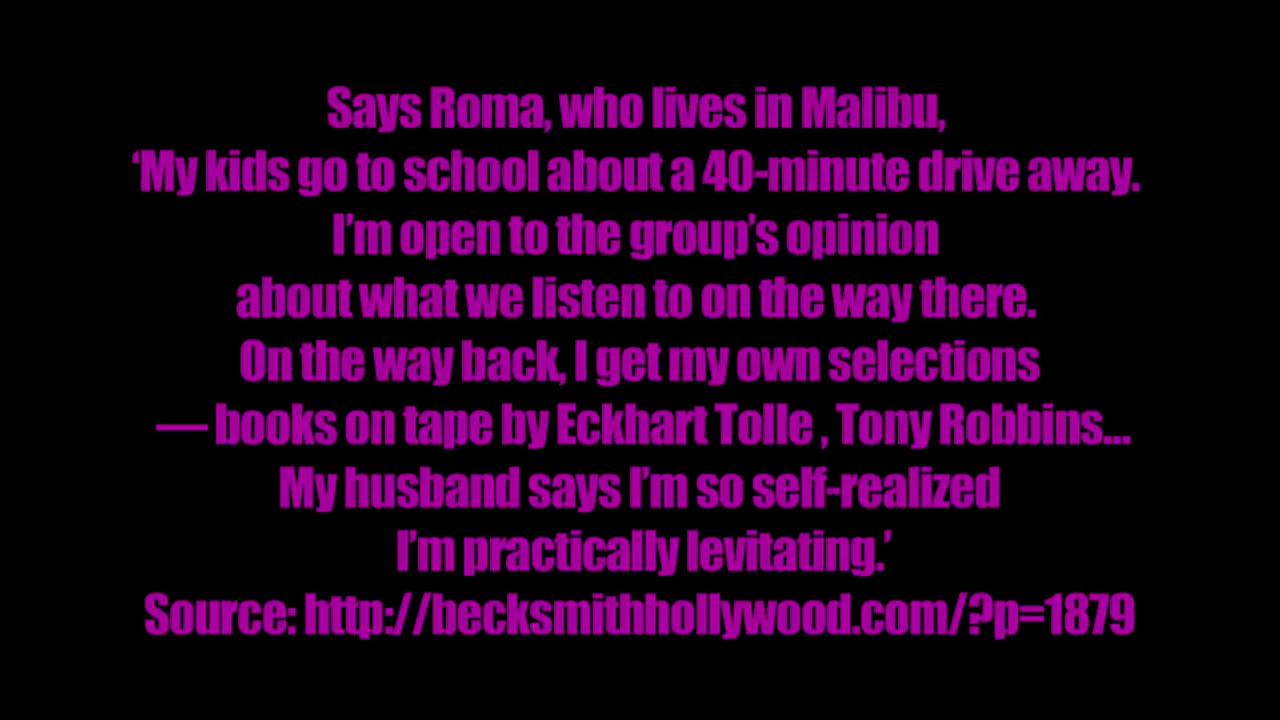 Says Roma, who lives in Malibu,
‘My kids go to school about a 40-minute drive away.
I’m open to the group’s opinion
about what we listen to on the way there.
On the way back, I get my own selections
— books on tape by Eckhart Tolle , Tony Robbins...
My husband says I’m so self-realized
I’m practically levitating.’
Source: http://becksmithhollywood.com/?p=1879